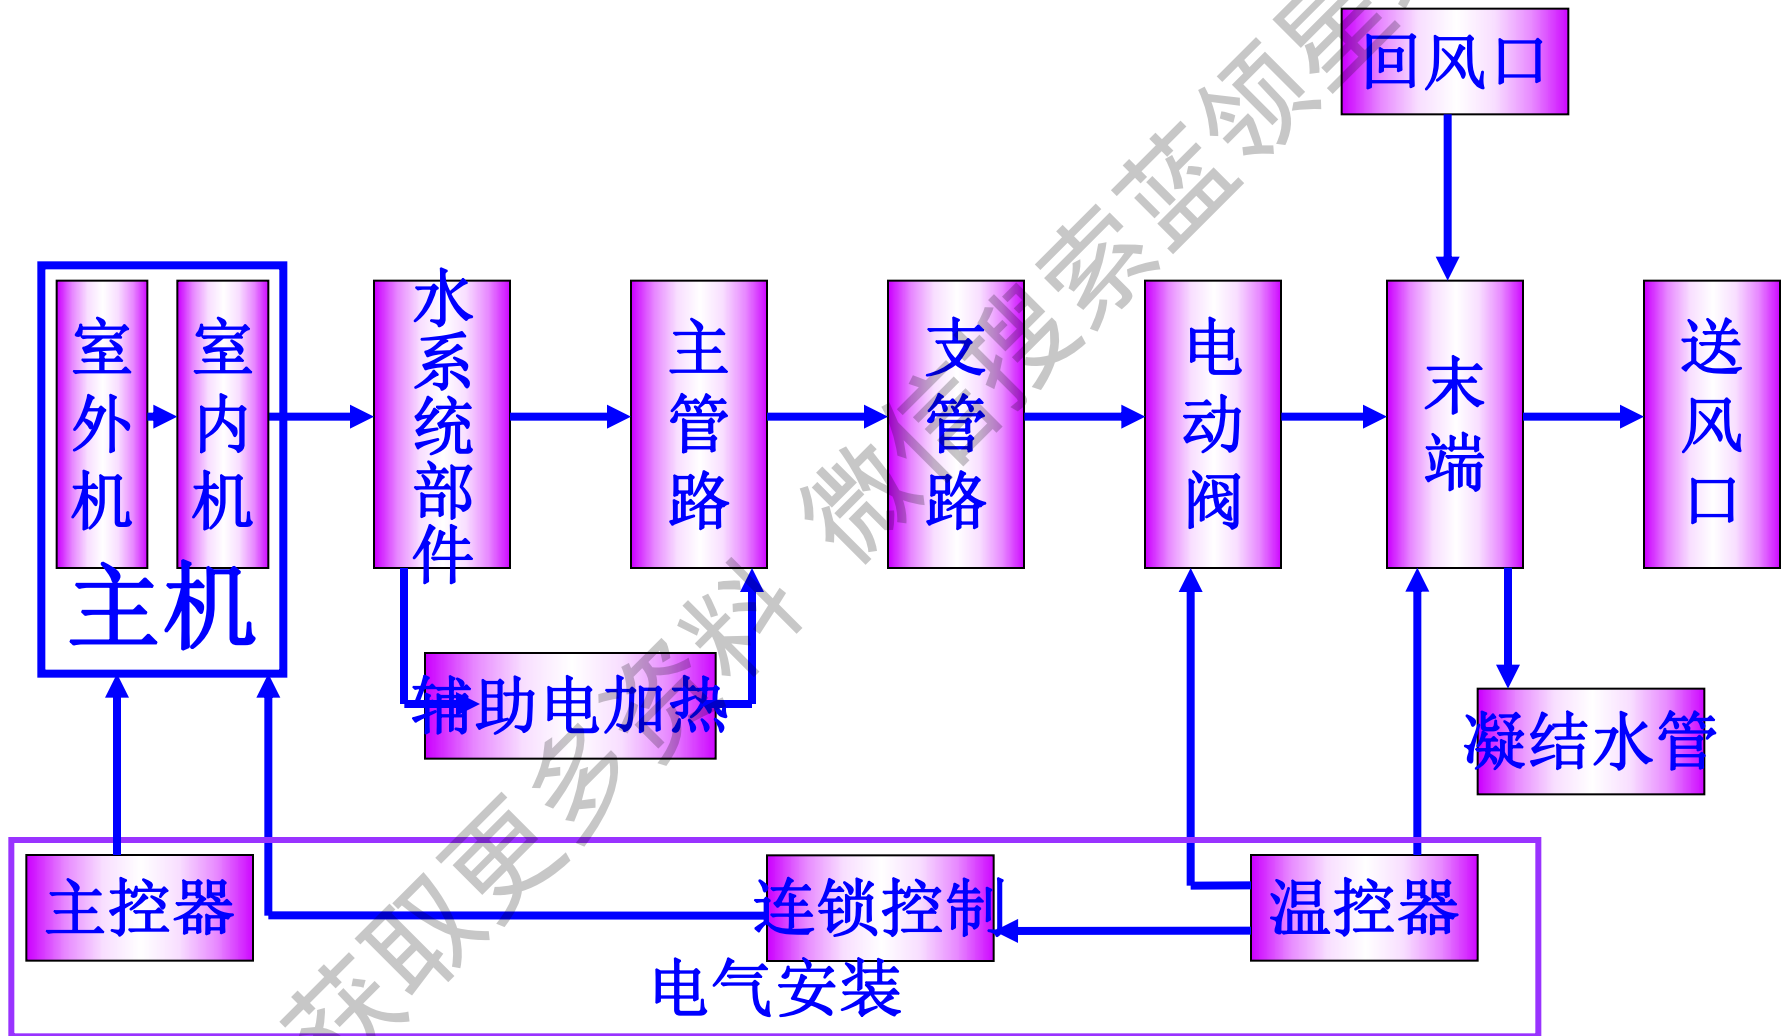 回风口
室外机
室内机
主机
水系统部件
主管路
支管路
电动阀
末端
送风口
辅助电加热
凝结水管
主控器
连锁控制
温控器
电气安装
获取更多资料 微信搜索蓝领星